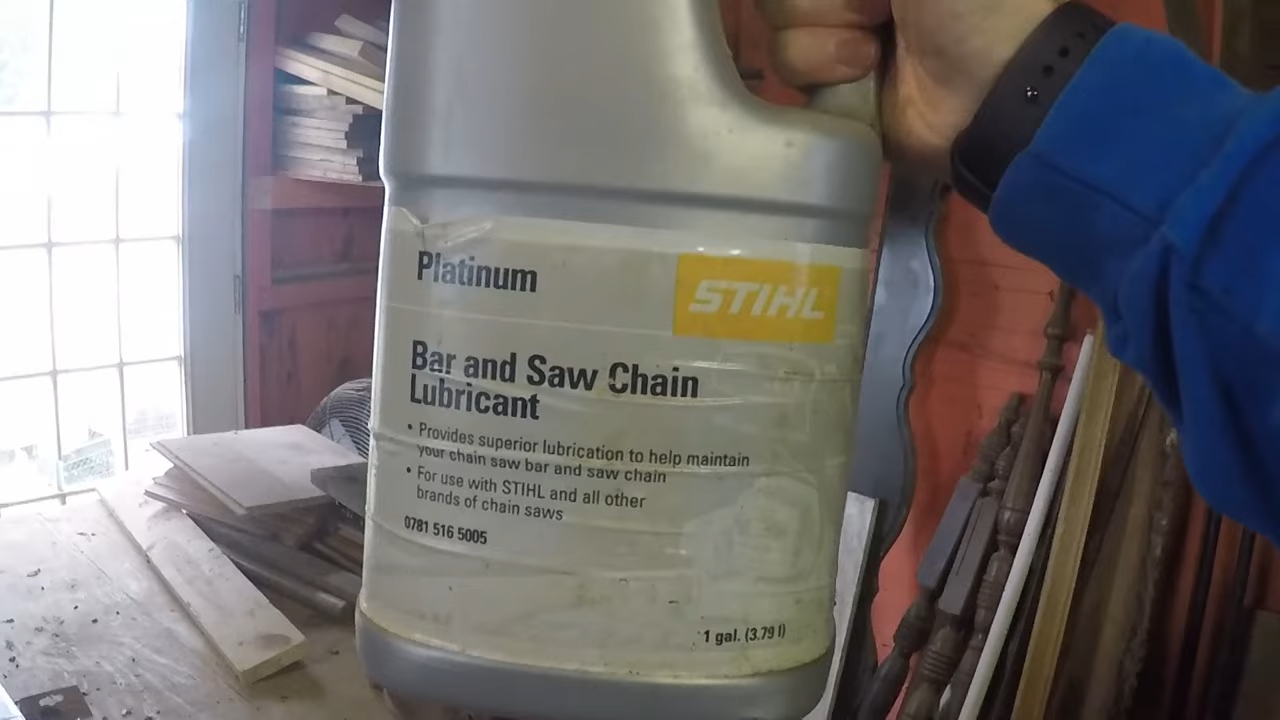 Platinum
STIHL
Bar and Saw Chain
Lubricant
• Provides superior lubrication to help maintain
your chain saw bar and saw chain
• For use with STIHL and all other
brands of chain saws
0781 516 5005
1 gal. (3.79 l)